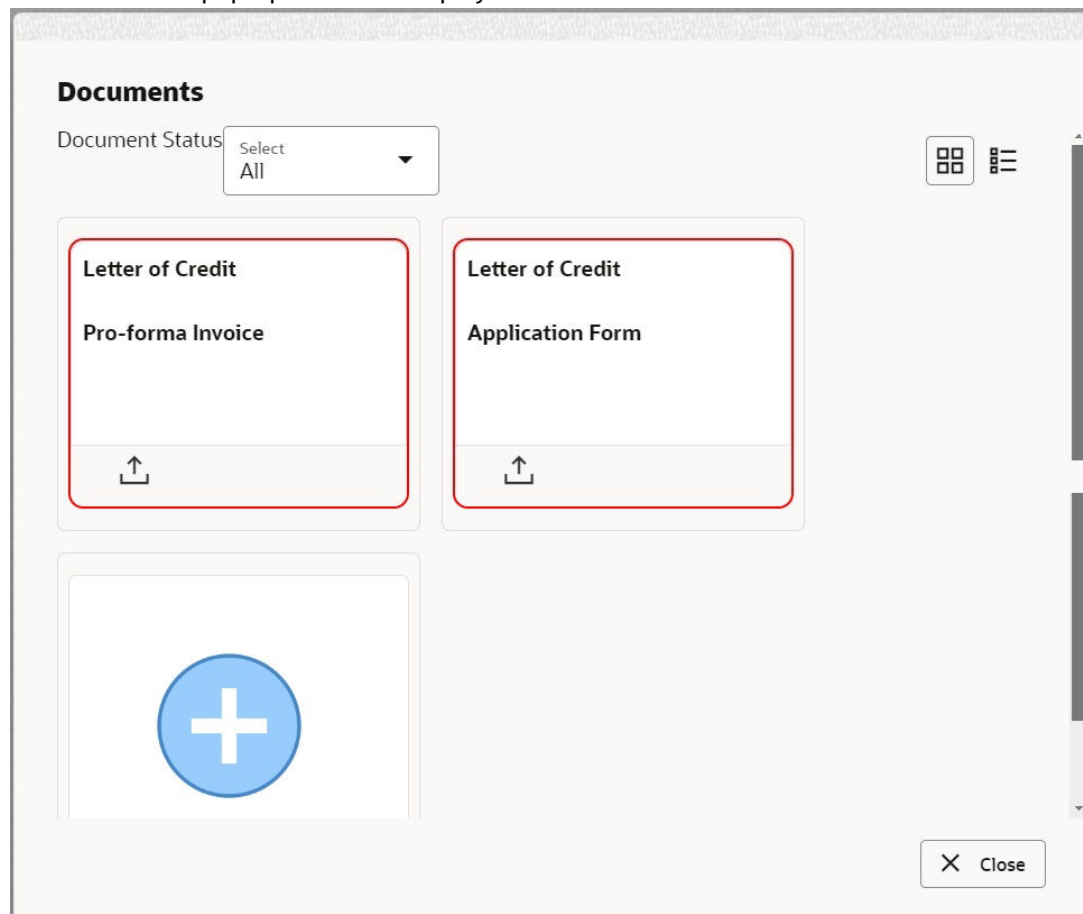 Documents
Document Status
Select
All
Letter of Credit
Pro-forma Invoice
Letter of Credit
Application Form
Close